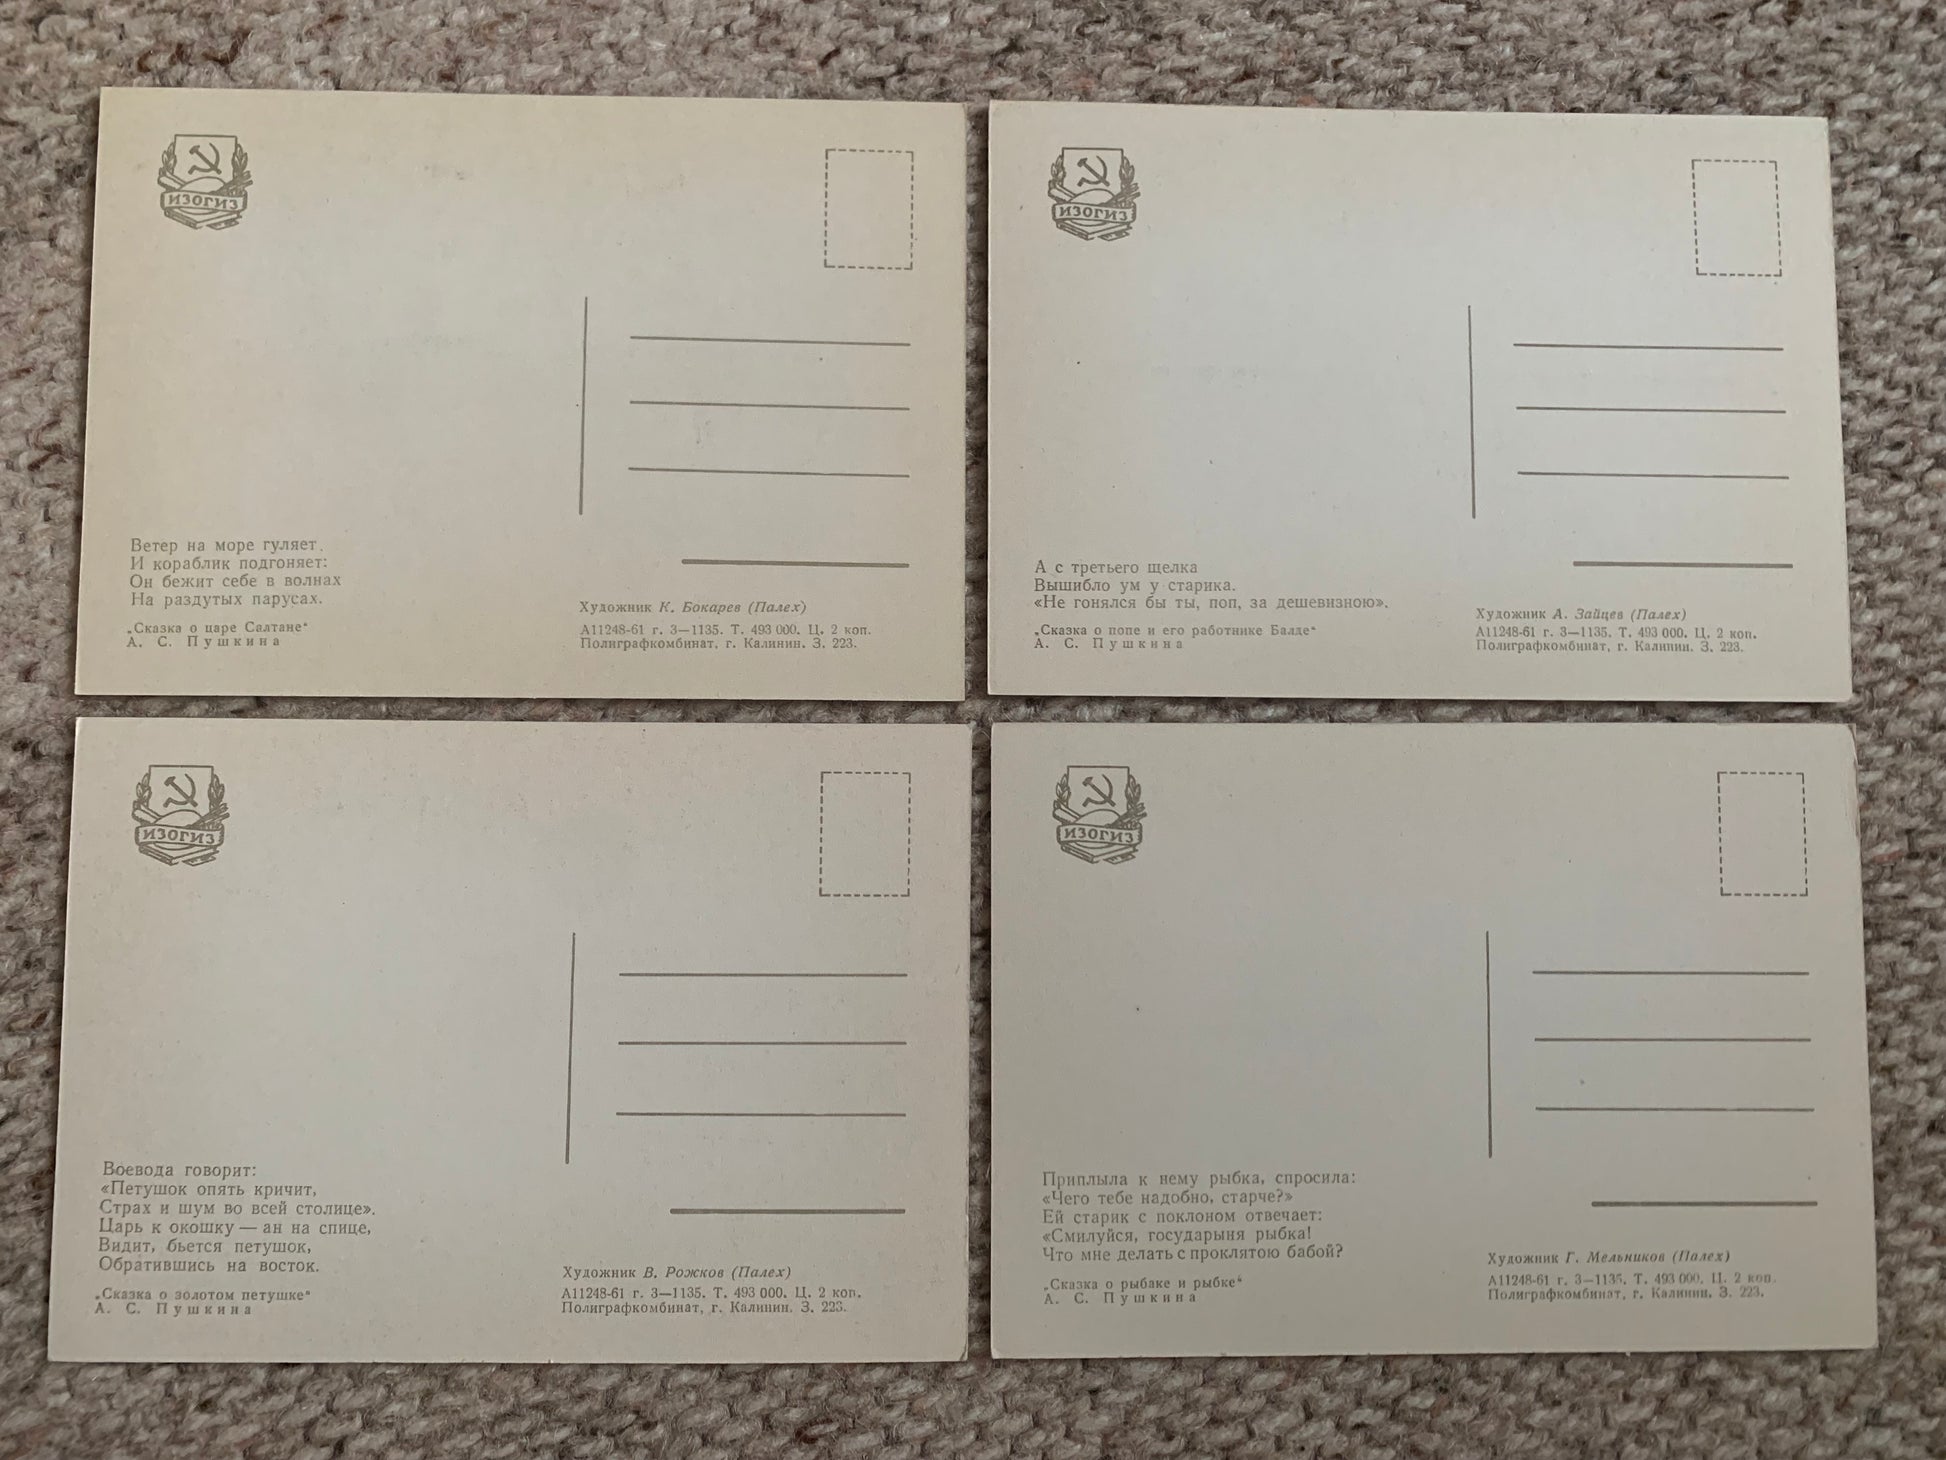 ИЗОГИЗ
Ветер на море гуляет
И кораблик подгоняет:
Он бежит себе в волнах
На раздутых парусах.
„Сказка о царе Салтане“
А. С. Пушкина
Художник К. Бокарев (Палех)
А11248-61 г. 3—1135. Т. 493 000. Ц. 2 коп.
Полиграфкомбинат, г. Калинин. З. 223.
ИЗОГИЗ
А с третьего щелка
Вышибло ум у старика.
«Не гонялся бы ты, поп, за дешевизною».
„Сказка о попе и его работнике Балде“
А. С. Пушкина
Художник А. Зайцев (Палех)
А11248-61 г. 3—1135. Т. 493 000. Ц. 2 коп.
Полиграфкомбинат, г. Калинин. З. 223.
ИЗОГИЗ
Воевода говорит:
«Петушок опять кричит,
Страх и шум во всей столице».
Царь к окошку — ан на спице,
Видит, бьется петушок,
Обратившись на восток.
„Сказка о золотом петушке“
А. С. Пушкина
Художник В. Рожков (Палех)
А11248-61 г. 3—1135. Т. 493 000. Ц. 2 коп.
Полиграфкомбинат, г. Калинин. З. 223.
ИЗОГИЗ
Приплыла к нему рыбка, спросила:
«Чего тебе надобно, старче?»
Ей старик с поклоном отвечает:
«Смилуйся, государыня рыбка!
Что мне делать с проклятою бабой?
„Сказка о рыбаке и рыбке“
А. С. Пушкина
Художник Г. Мельников (Палех)
А11248-61 г. 3—1135. Т. 493 000. Ц. 2 коп.
Полиграфкомбинат, г. Калинин. З. 223.